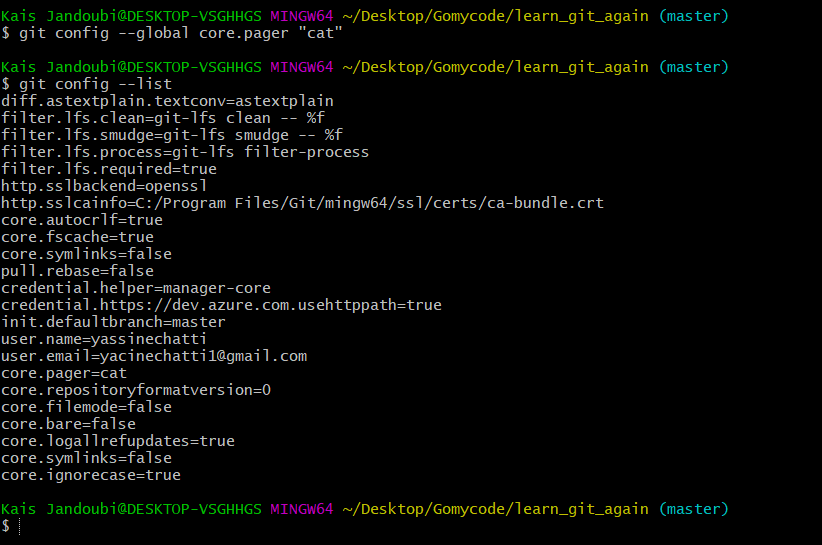 Kais Jandoubi@DESKTOP-VSGHHGS MINGW64 ~/Desktop/Gomycode/learn_git_again (master)
$ git config --global core.pager "cat"
Kais Jandoubi@DESKTOP-VSGHHGS MINGW64 ~/Desktop/Gomycode/learn_git_again (master)
$ git config --list
diff.astextplain.textconv=astextplain
filter.lfs.clean=git-lfs clean -- %f
filter.lfs.smudge=git-lfs smudge -- %f
filter.lfs.process=git-lfs filter-process
filter.lfs.required=true
http.sslbackend=openssl
http.sslcainfo=C:/Program Files/Git/mingw64/ssl/certs/ca-bundle.crt
core.autocrlf=true
core.fscache=true
core.symlinks=false
pull.rebase=false
credential.helper=manager-core
credential.https://dev.azure.com.usehttppath=true
init.defaultbranch=master
user.name=yassinechatti
user.email=yacinechatti1@gmail.com
core.pager=cat
core.repositoryformatversion=0
core.filemode=false
core.bare=false
core.logallrefupdates=true
core.symlinks=false
core.ignorecase=true
Kais Jandoubi@DESKTOP-VSGHHGS MINGW64 ~/Desktop/Gomycode/learn_git_again (master)
$